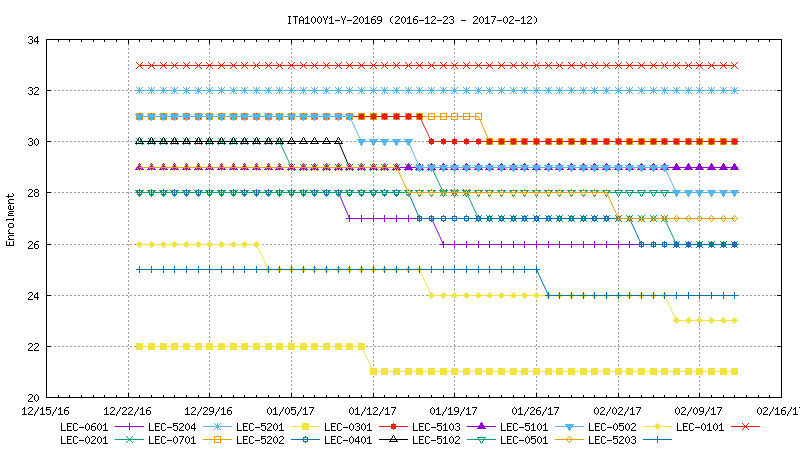 ITA100Y1-Y-20169 (2016-12-23 - 2017-02-12)
34
32
30
28
26
24
22
20
Enrolment
12/15/16 12/22/16 12/29/16 01/05/17 01/12/17 01/19/17 01/26/17 02/02/17 02/09/17 02/16/17
LEC-0601 LEC-5204 LEC-5201 LEC-0301 LEC-5103 LEC-5101 LEC-0502 LEC-0101
LEC-0201 LEC-0701 LEC-5202 LEC-0401 LEC-5102 LEC-0501 LEC-5203